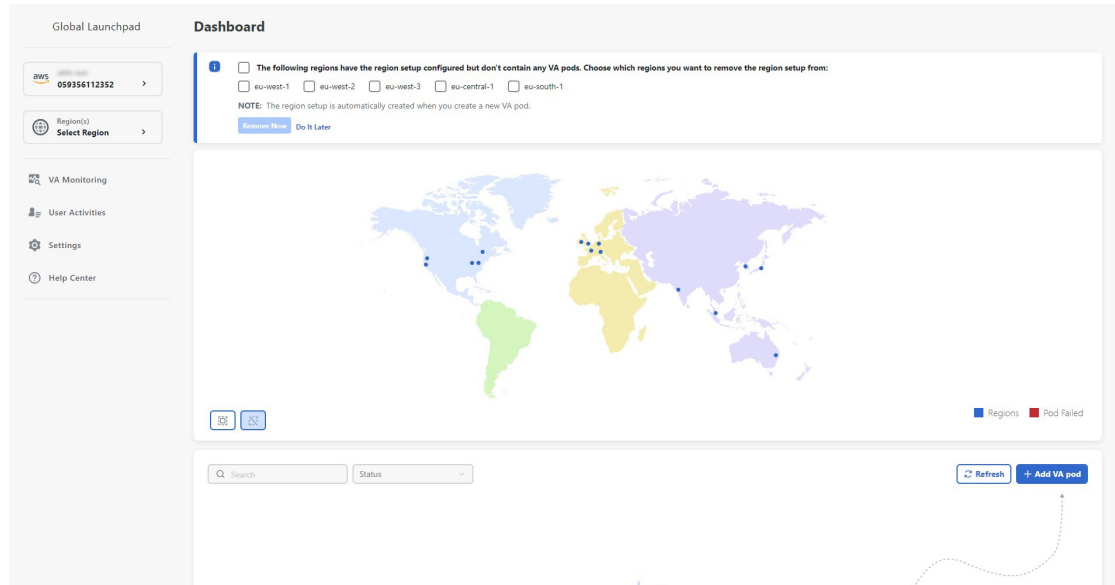 Global Launchpad
aws
059356112352
Region(s)
Select Region
VA Monitoring
User Activities
Settings
Help Center
Dashboard
The following regions have the region setup configured but don't contain any VA pods. Choose which regions you want to remove the region setup from:
eu-west-1 eu-west-2 eu-west-3 eu-central-1 eu-south-1
NOTE: The region setup is automatically created when you create a new VA pod.
Remove Now Do It Later
Regions Pod Failed
Search Status Refresh + Add VA pod